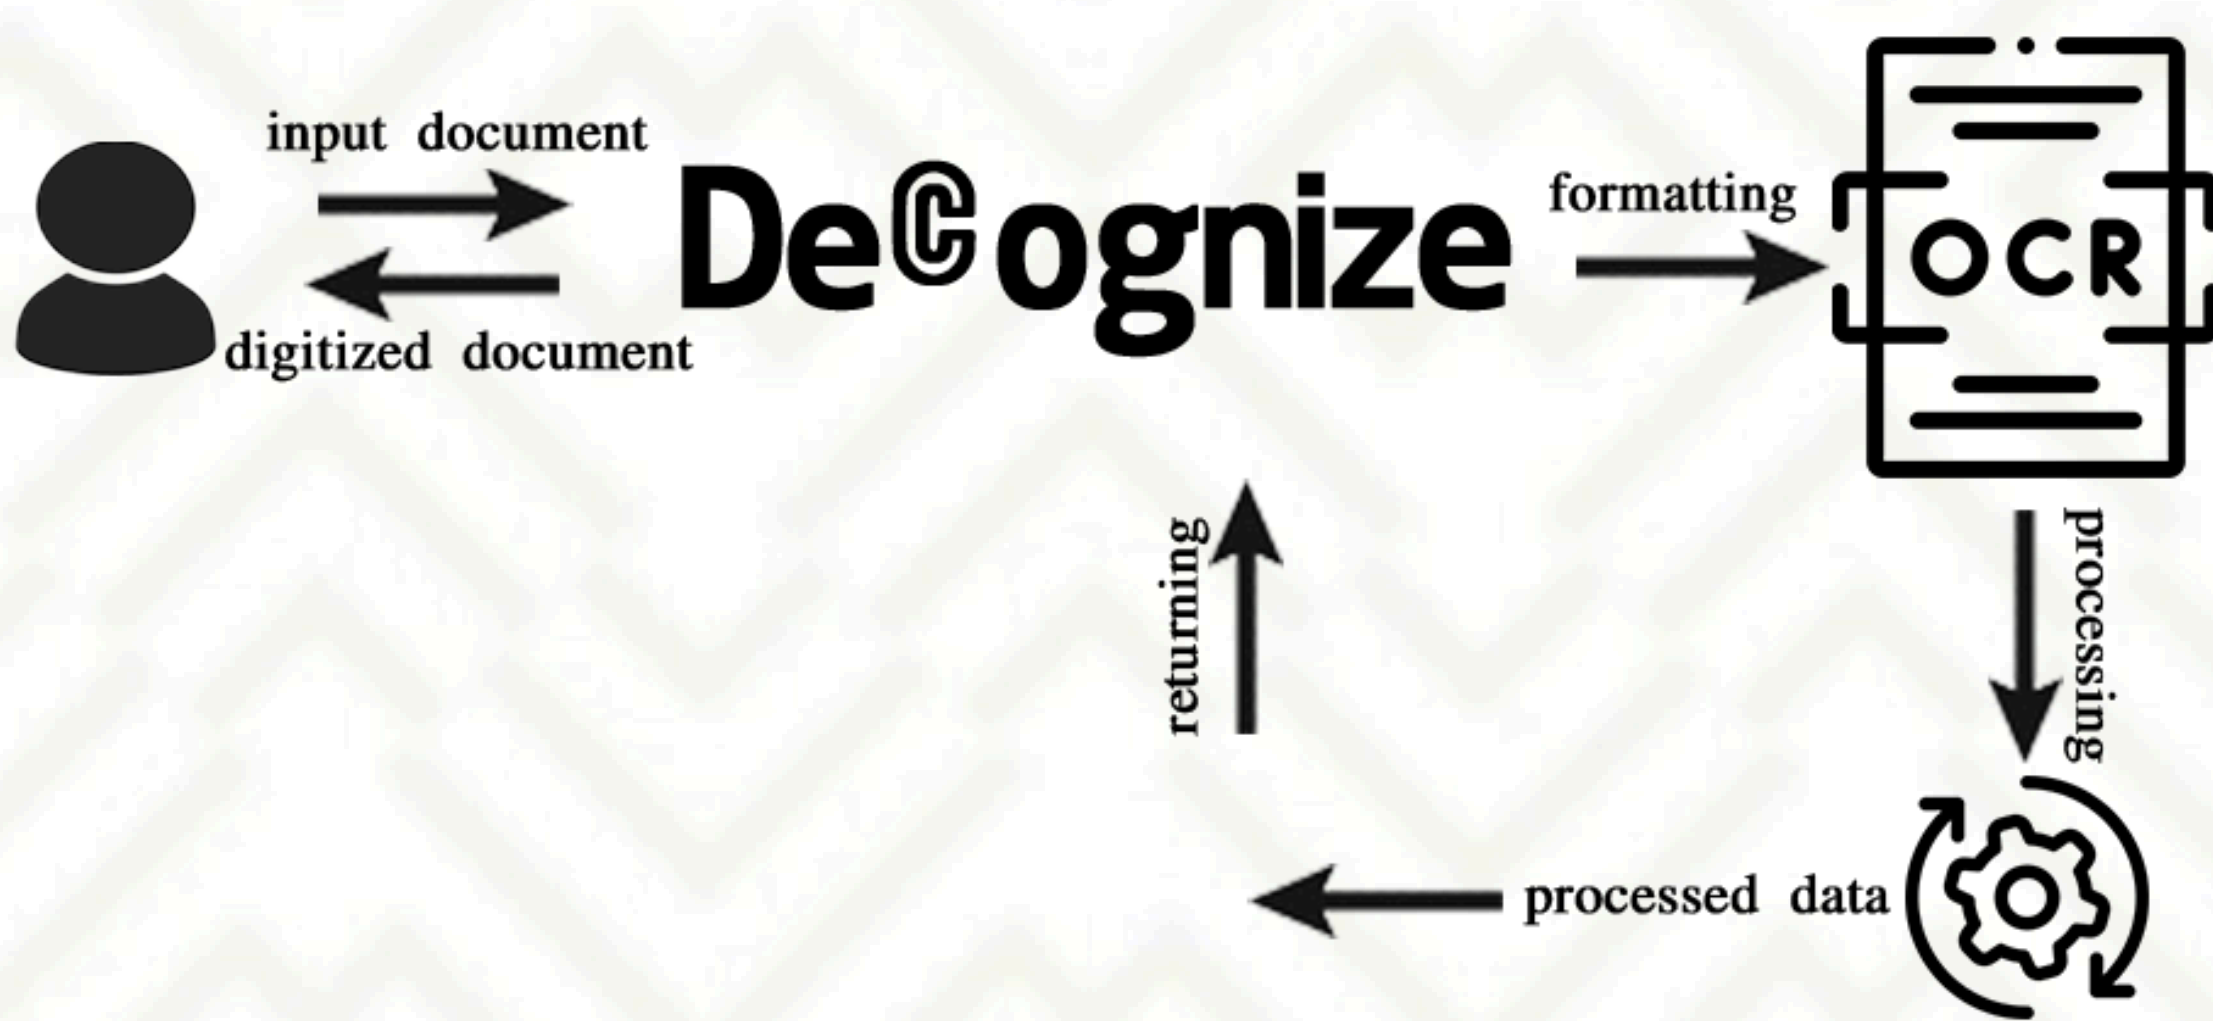 input document
DeCognize
formatting
OCR
digitized document
returning
processing
processed data